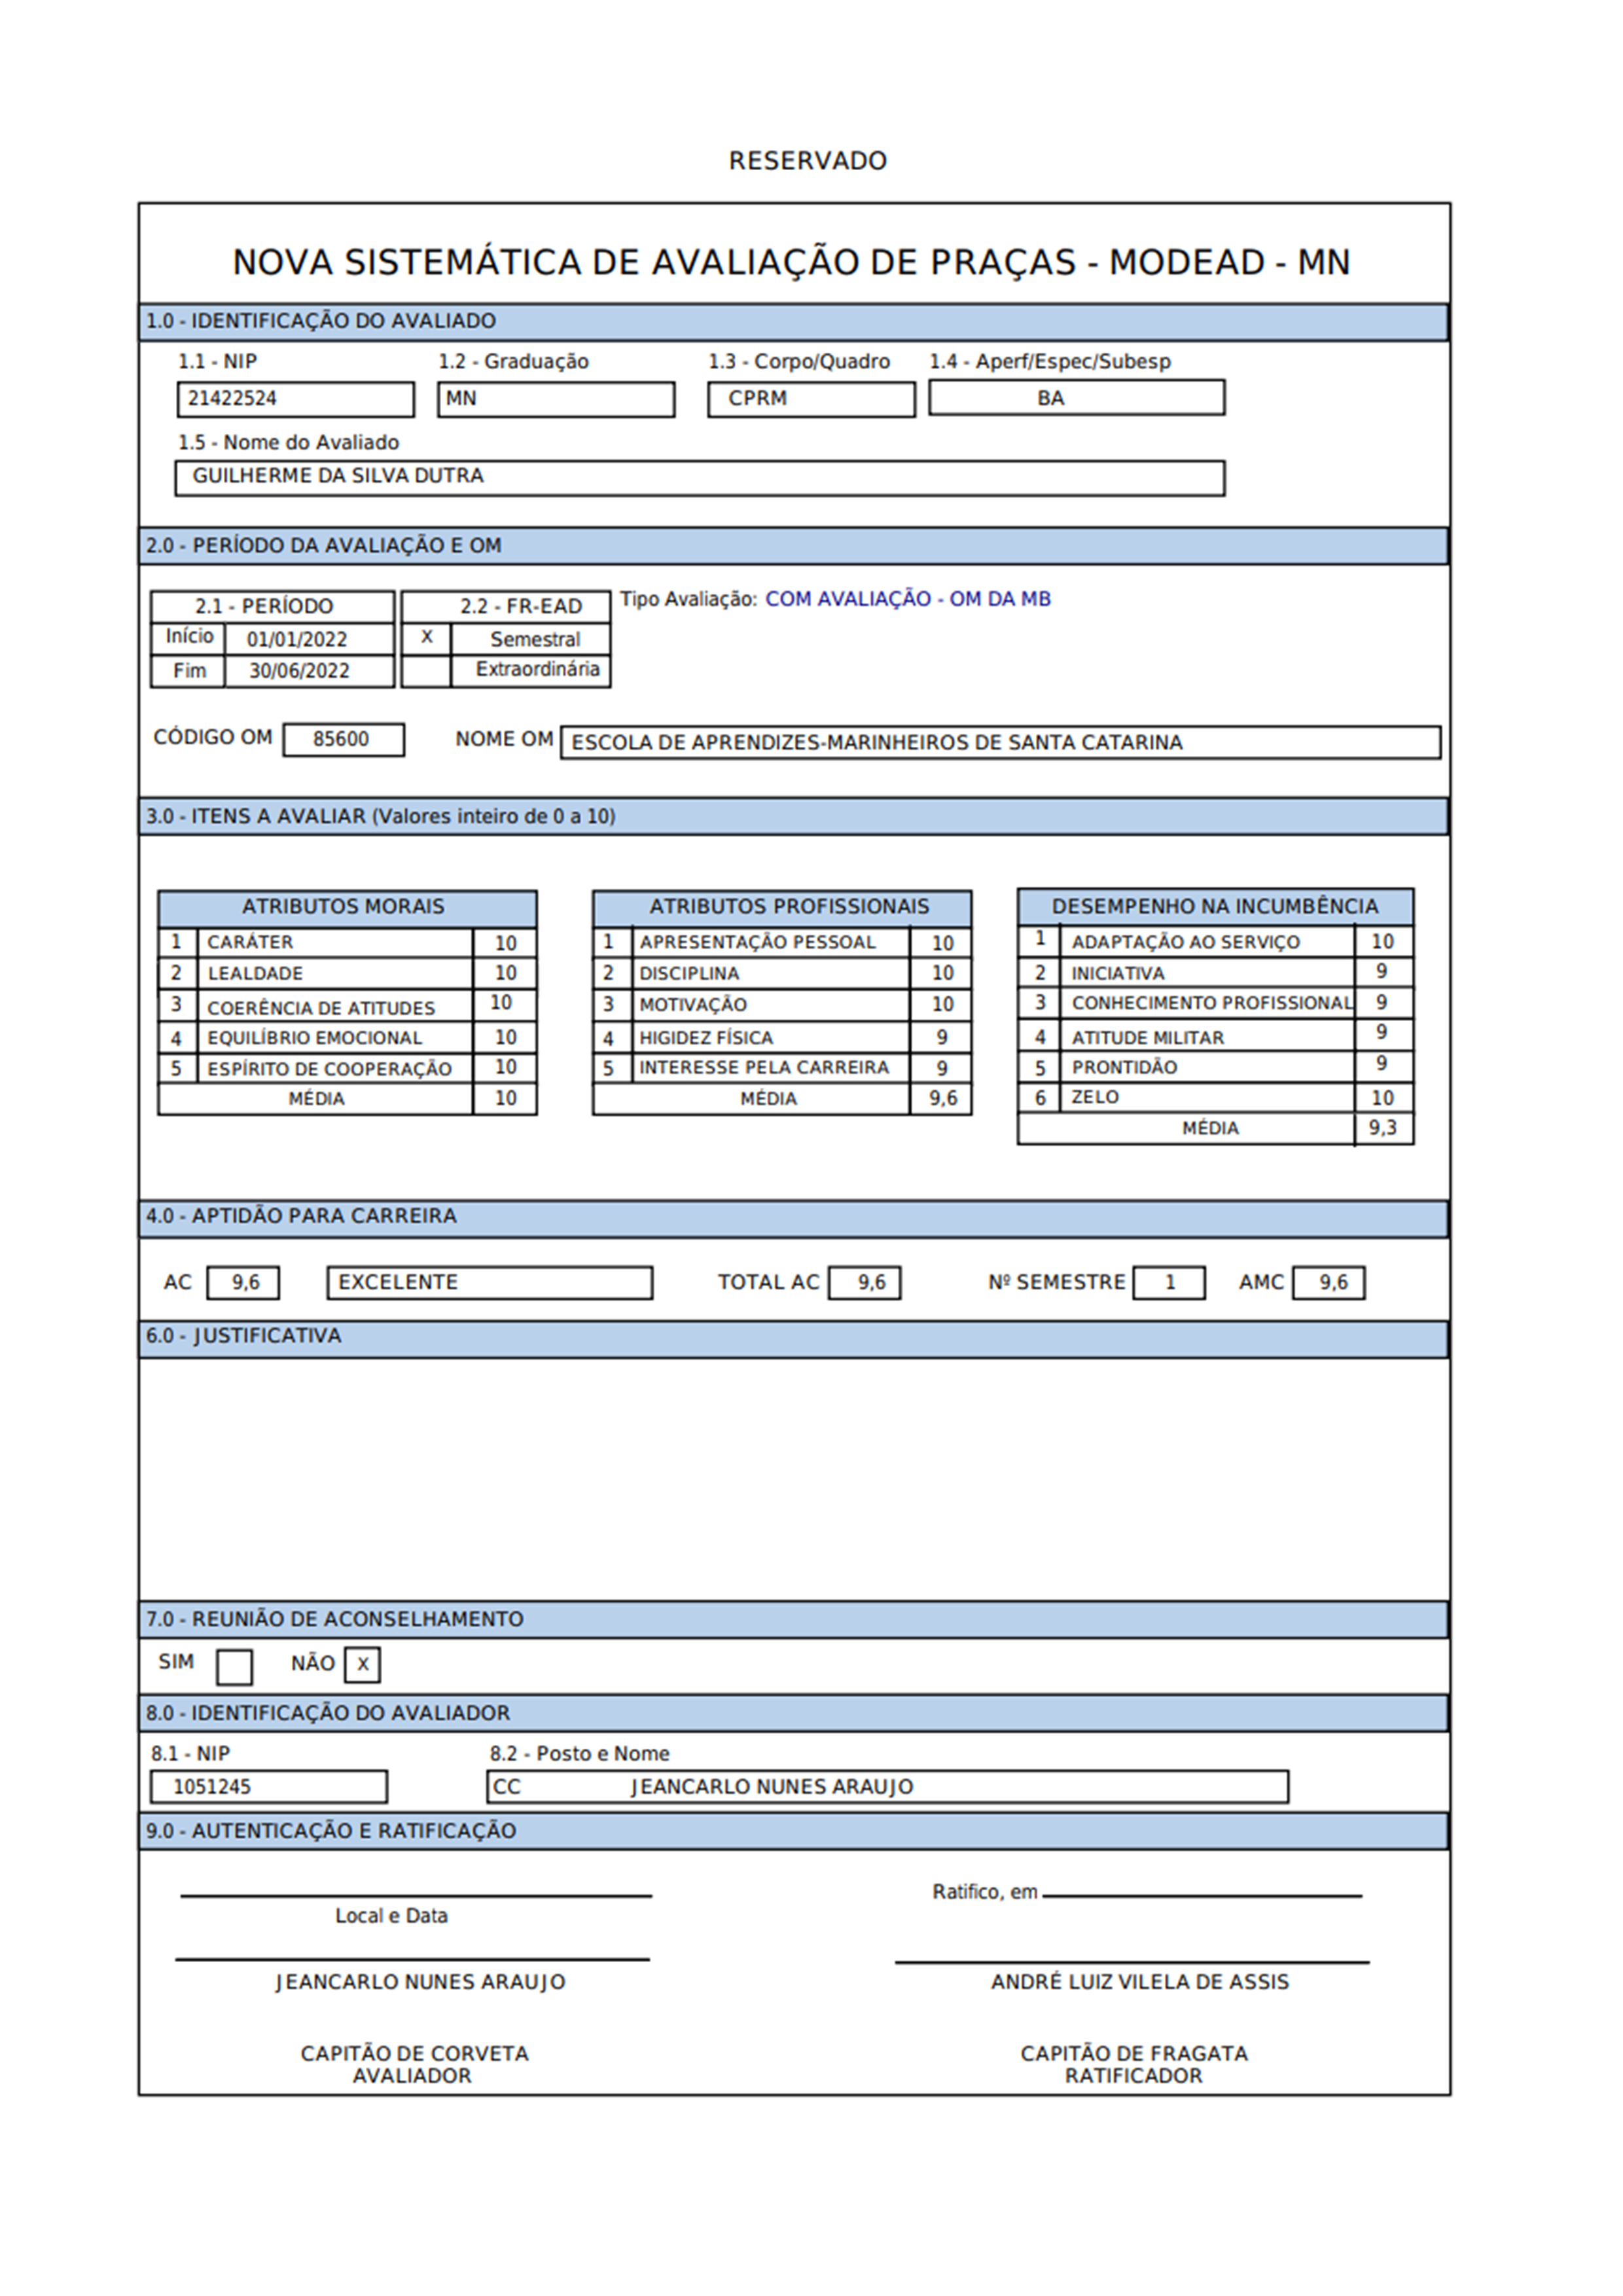 RESERVADO
NOVA SISTEMÁTICA DE AVALIAÇÃO DE PRAÇAS - MODEAD - MN
1.0 - IDENTIFICAÇÃO DO AVALIADO
1.1 - NIP 1.2 - Graduação 1.3 - Corpo/Quadro 1.4 - Aperf/Espec/Subesp
21422524 MN CPRM BA
1.5 - Nome do Avaliado
GUILHERME DA SILVA DUTRA
2.0 - PERÍODO DA AVALIAÇÃO E OM
2.1 - PERÍODO 2.2 - FR-EAD Tipo Avaliação: COM AVALIAÇÃO - OM DA MB
Início 01/01/2022 X Semestral
Fim 30/06/2022 Extraordinária
CÓDIGO OM 85600 NOME OM ESCOLA DE APRENDIZES-MARINHEIROS DE SANTA CATARINA
3.0 - ITENS A AVALIAR (Valores inteiro de 0 a 10)
ATRIBUTOS MORAIS
1 CARÁTER 10
2 LEALDADE 10
3 COERÊNCIA DE ATITUDES 10
4 EQUILÍBRIO EMOCIONAL 10
5 ESPÍRITO DE COOPERAÇÃO 10
MÉDIA 10
ATRIBUTOS PROFISSIONAIS
1 APRESENTAÇÃO PESSOAL 10
2 DISCIPLINA 10
3 MOTIVAÇÃO 10
4 HIGIDEZ FÍSICA 9
5 INTERESSE PELA CARREIRA 9
MÉDIA 9,6
DESEMPENHO NA INCUMBÊNCIA
1 ADAPTAÇÃO AO SERVIÇO 10
2 INICIATIVA 9
3 CONHECIMENTO PROFISSIONAL 9
4 ATITUDE MILITAR 9
5 PRONTIDÃO 9
6 ZELO 10
MÉDIA 9,3
4.0 - APTIDÃO PARA CARREIRA
AC 9,6 EXCELENTE TOTAL AC 9,6 Nº SEMESTRE 1 AMC 9,6
6.0 - JUSTIFICATIVA
7.0 - REUNIÃO DE ACONSELHAMENTO
SIM NÃO X
8.0 - IDENTIFICAÇÃO DO AVALIADOR
8.1 - NIP 8.2 - Posto e Nome
1051245 CC JEANCARLO NUNES ARAUJO
9.0 - AUTENTICAÇÃO E RATIFICAÇÃO
Ratifico, em
Local e Data
JEANCARLO NUNES ARAUJO ANDRÉ LUIZ VILELA DE ASSIS
CAPITÃO DE CORVETA CAPITÃO DE FRAGATA
AVALIADOR RATIFICADOR